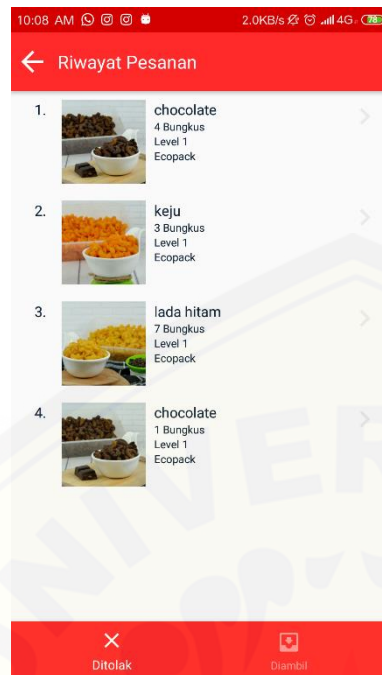 10:08 AM 2.0KB/s 4G 78
Riwayat Pesanan
1. chocolate
4 Bungkus
Level 1
Ecopack
2. keju
3 Bungkus
Level 1
Ecopack
3. lada hitam
7 Bungkus
Level 1
Ecopack
4. chocolate
1 Bungkus
Level 1
Ecopack
Ditolak Diambil